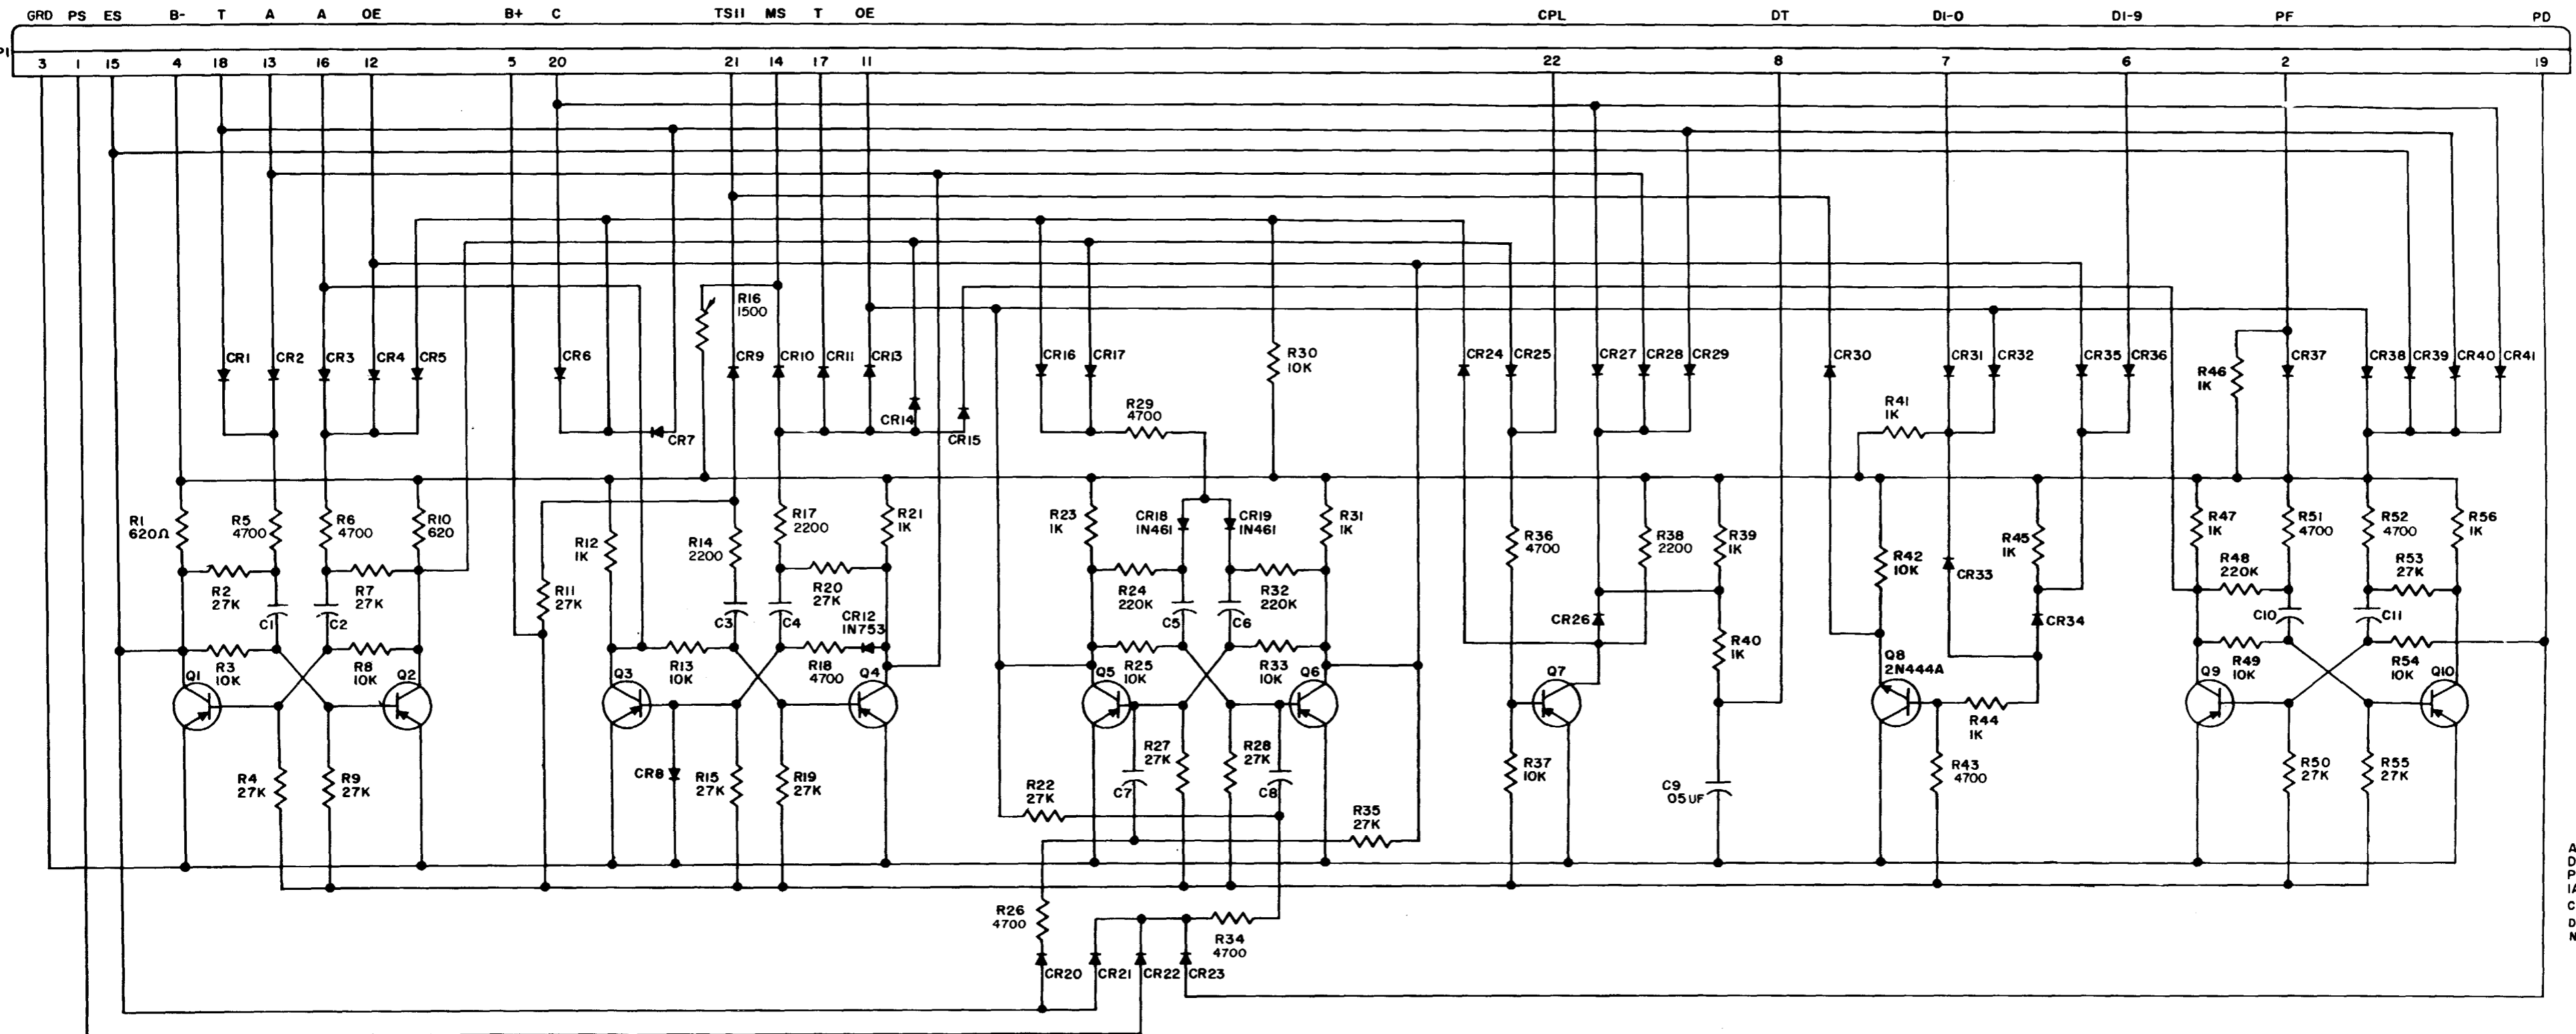 GRD PS ES B- T A A OE B+ C TS11 MS T OE CPL DT D1-0 D1-9 PF PD
P1
3 1 15 4 18 13 16 12 5 20 21 14 17 11 22 8 7 6 2 19
R16
1500
CR1 CR2 CR3 CR4 CR5 CR6 CR9 CR10 CR11 CR13 CR16 CR17 R30
10K
CR24 CR25 CR27 CR28 CR29 CR30 CR31 CR32 CR35 CR36 R46
1K
CR37 CR38 CR39 CR40 CR41
CR7 CR14 CR15
R29
4700
R41
1K
R1
620Ω
R5
4700
R6
4700
R10
620
R12
1K
R14
2200
R17
2200
R21
1K
R23
1K
CR18
1N461
CR19
1N461
R31
1K
R36
4700
R38
2200
R39
1K
R42
10K
CR33
R45
1K
R47
1K
R51
4700
R52
4700
R56
1K
R2
27K
R7
27K
R11
27K
R20
27K
R24
220K
R32
220K
R48
220K
R53
27K
C1 C2 C3 C4
CR12
1N753
C5 C6
CR26
R40
1K
CR34
C10 C11
R3
10K
R8
10K
R13
10K
R18
4700
R25
10K
R33
10K
R49
10K
R54
10K
Q1 Q2 Q3 Q4 Q5 Q6 Q7
Q8
2N444A
Q9 Q10
R44
1K
R4
27K
R9
27K
CR8
R15
27K
R19
27K
R27
27K
R28
27K
C7 C8
R37
10K
C9
05UF
R43
4700
R50
27K
R55
27K
R22
27K
R35
27K
R26
4700
R34
4700
CR20 CR21 CR22 CR23
A
D
P
1A
C
D
N